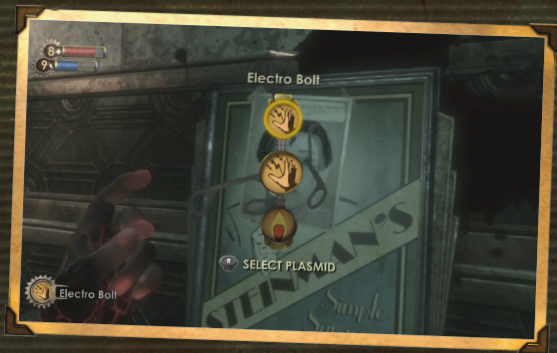 8+
9
Electro Bolt
R SELECT PLASMID
STEINMAN'S
Simple
Electro Bolt